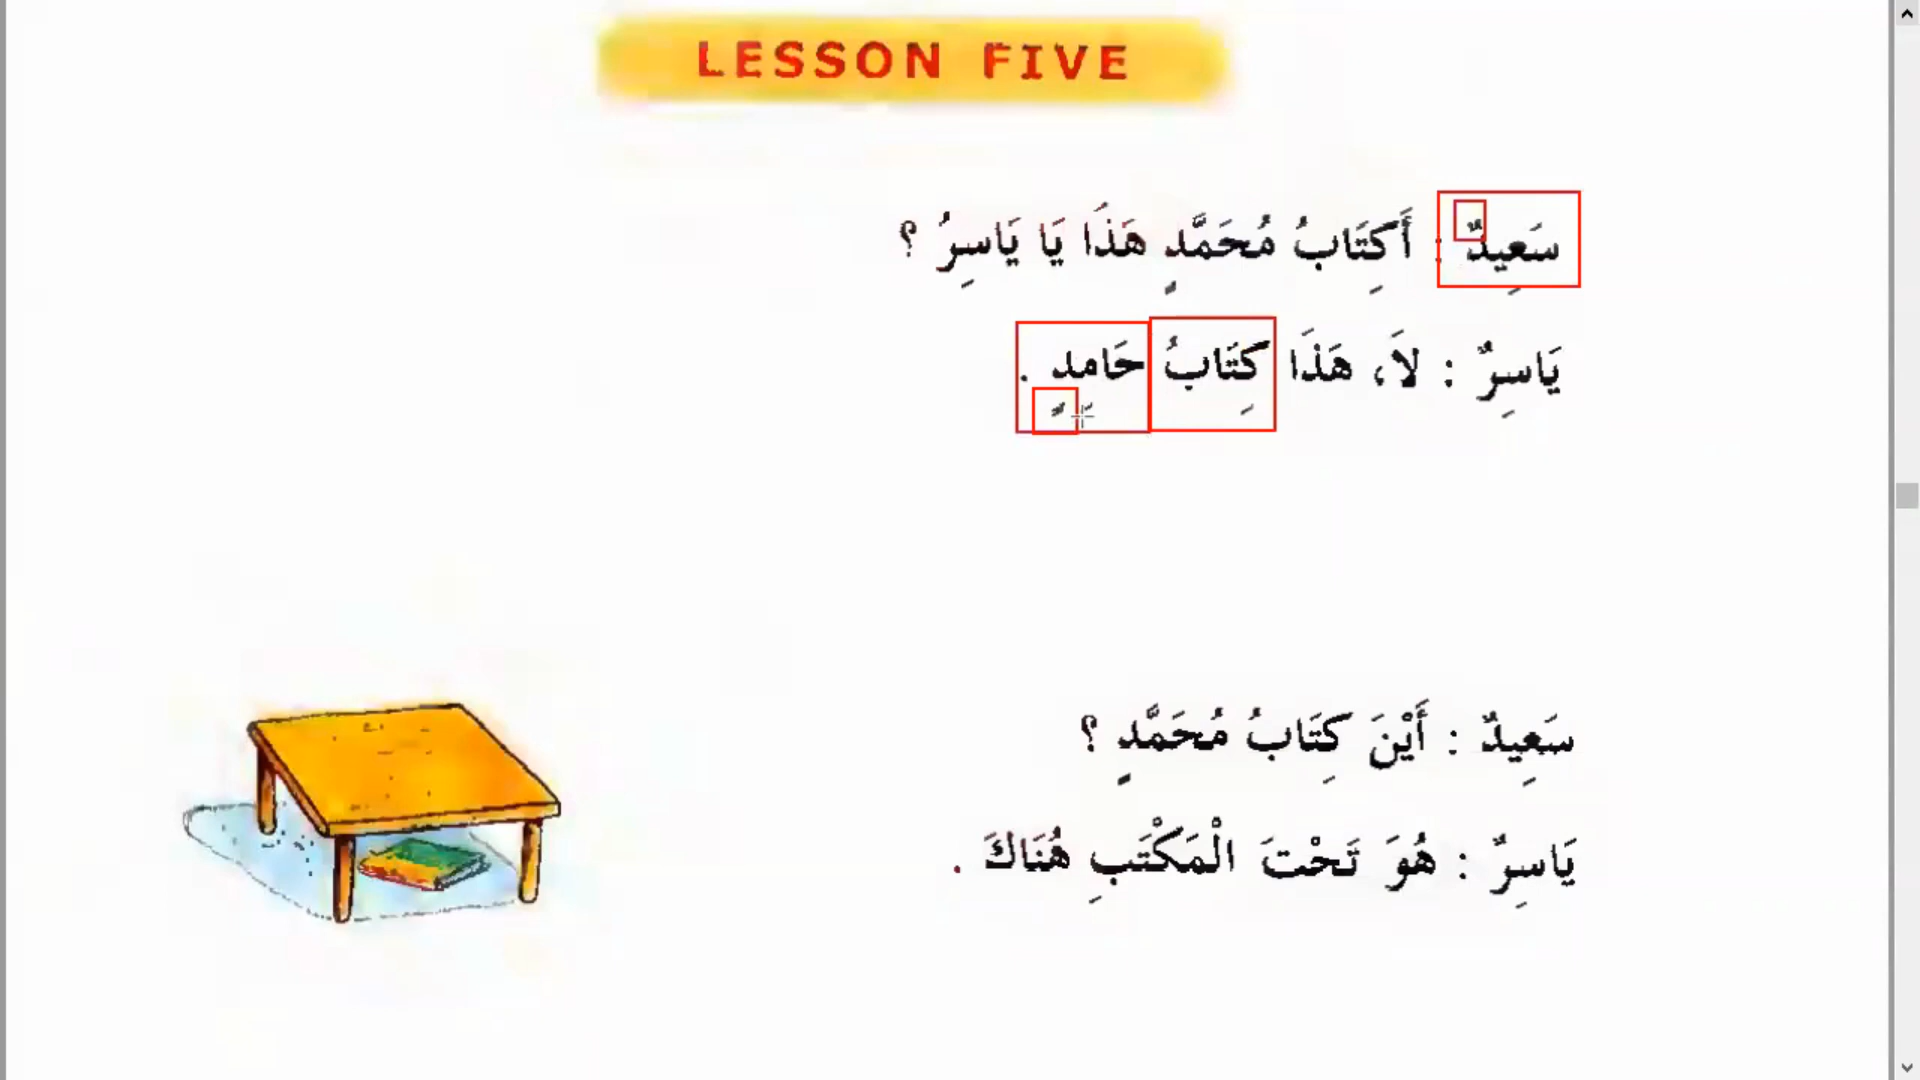 LESSON FIVE
سَعِيدٌ : أَكِتَابُ مُحَمَّدٍ هَذَا يَا يَاسِرُ ؟
يَاسِرٌ : لاَ، هَذَا كِتَابُ حَامِدٍ .
سَعِيدٌ : أَيْنَ كِتَابُ مُحَمَّدٍ ؟
يَاسِرٌ : هُوَ تَحْتَ الْمَكْتَبِ هُنَاكَ .